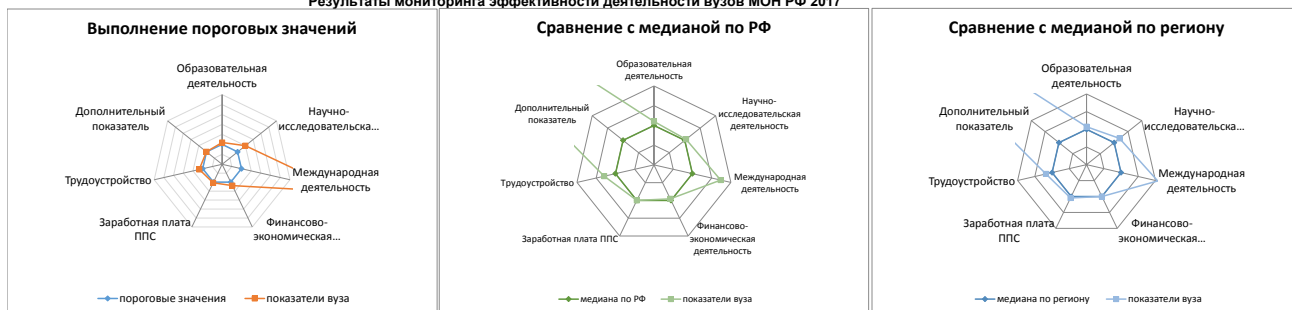 Результаты мониторинга эффективности деятельности вузов МОН РФ 2017
Выполнение пороговых значений
Образовательная
деятельность
Научно-
исследовательска...
Международная
деятельность
Финансово-
экономическая...
Заработная плата
ППС
Трудоустройство
Дополнительный
показатель
пороговые значения
показатели вуза
Сравнение с медианой по РФ
Образовательная
деятельность
Научно-
исследовательская
деятельность
Международная
деятельность
Финансово-
экономическая деятельность
Заработная плата ППС
Трудоустройство
Дополнительный
показатель
медиана по РФ
показатели вуза
Сравнение с медианой по региону
Образовательная
деятельность
Научно-
исследовательска...
Международная
деятельность
Финансово-
экономическая...
Заработная плата
ППС
Трудоустройство
Дополнительный
показатель
медиана по региону
показатели вуза